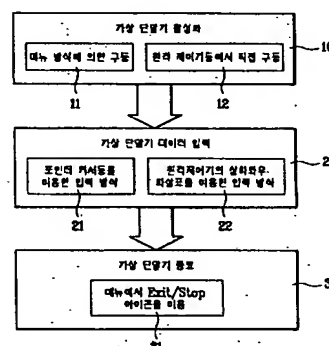 가상 단말기 활성화
10
메뉴 방식에 의한 구동
원격 제어기등에서 직접 구동
11
12
가상 단말기 데이터 입력
2
포인터 커서등를
이용한 입력 방식
원격제어기의 상하좌우
화살표를 이용한 입력 방식
21
22
가상 단말기 종료
3
메뉴에서 Exit/Stop
아이콘를 이용